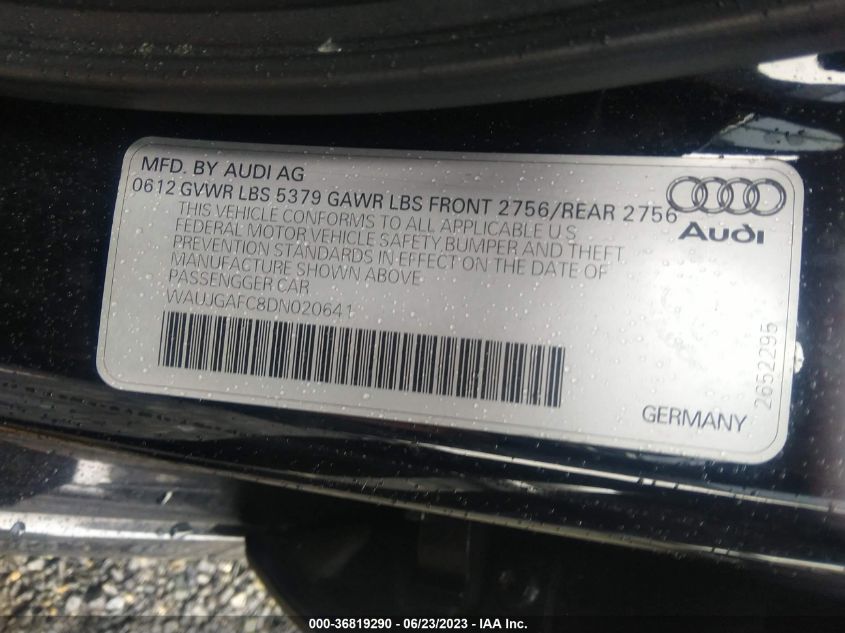 MFD. BY AUDI AG
0612 GVWR LBS 5379 GAWR LBS FRONT 2756/REAR 2756
THIS VEHICLE CONFORMS TO ALL APPLICABLE U S
FEDERAL MOTOR VEHICLE SAFETY BUMPER AND THEFT
PREVENTION STANDARDS IN EFFECT ON THE DATE OF
MANUFACTURE SHOWN ABOVE
PASSENGGER CAR
WAUJGAFC8DN020641
Audi
2652295
GERMANY
000-36819290 - 06/23/2023 - IAA Inc.